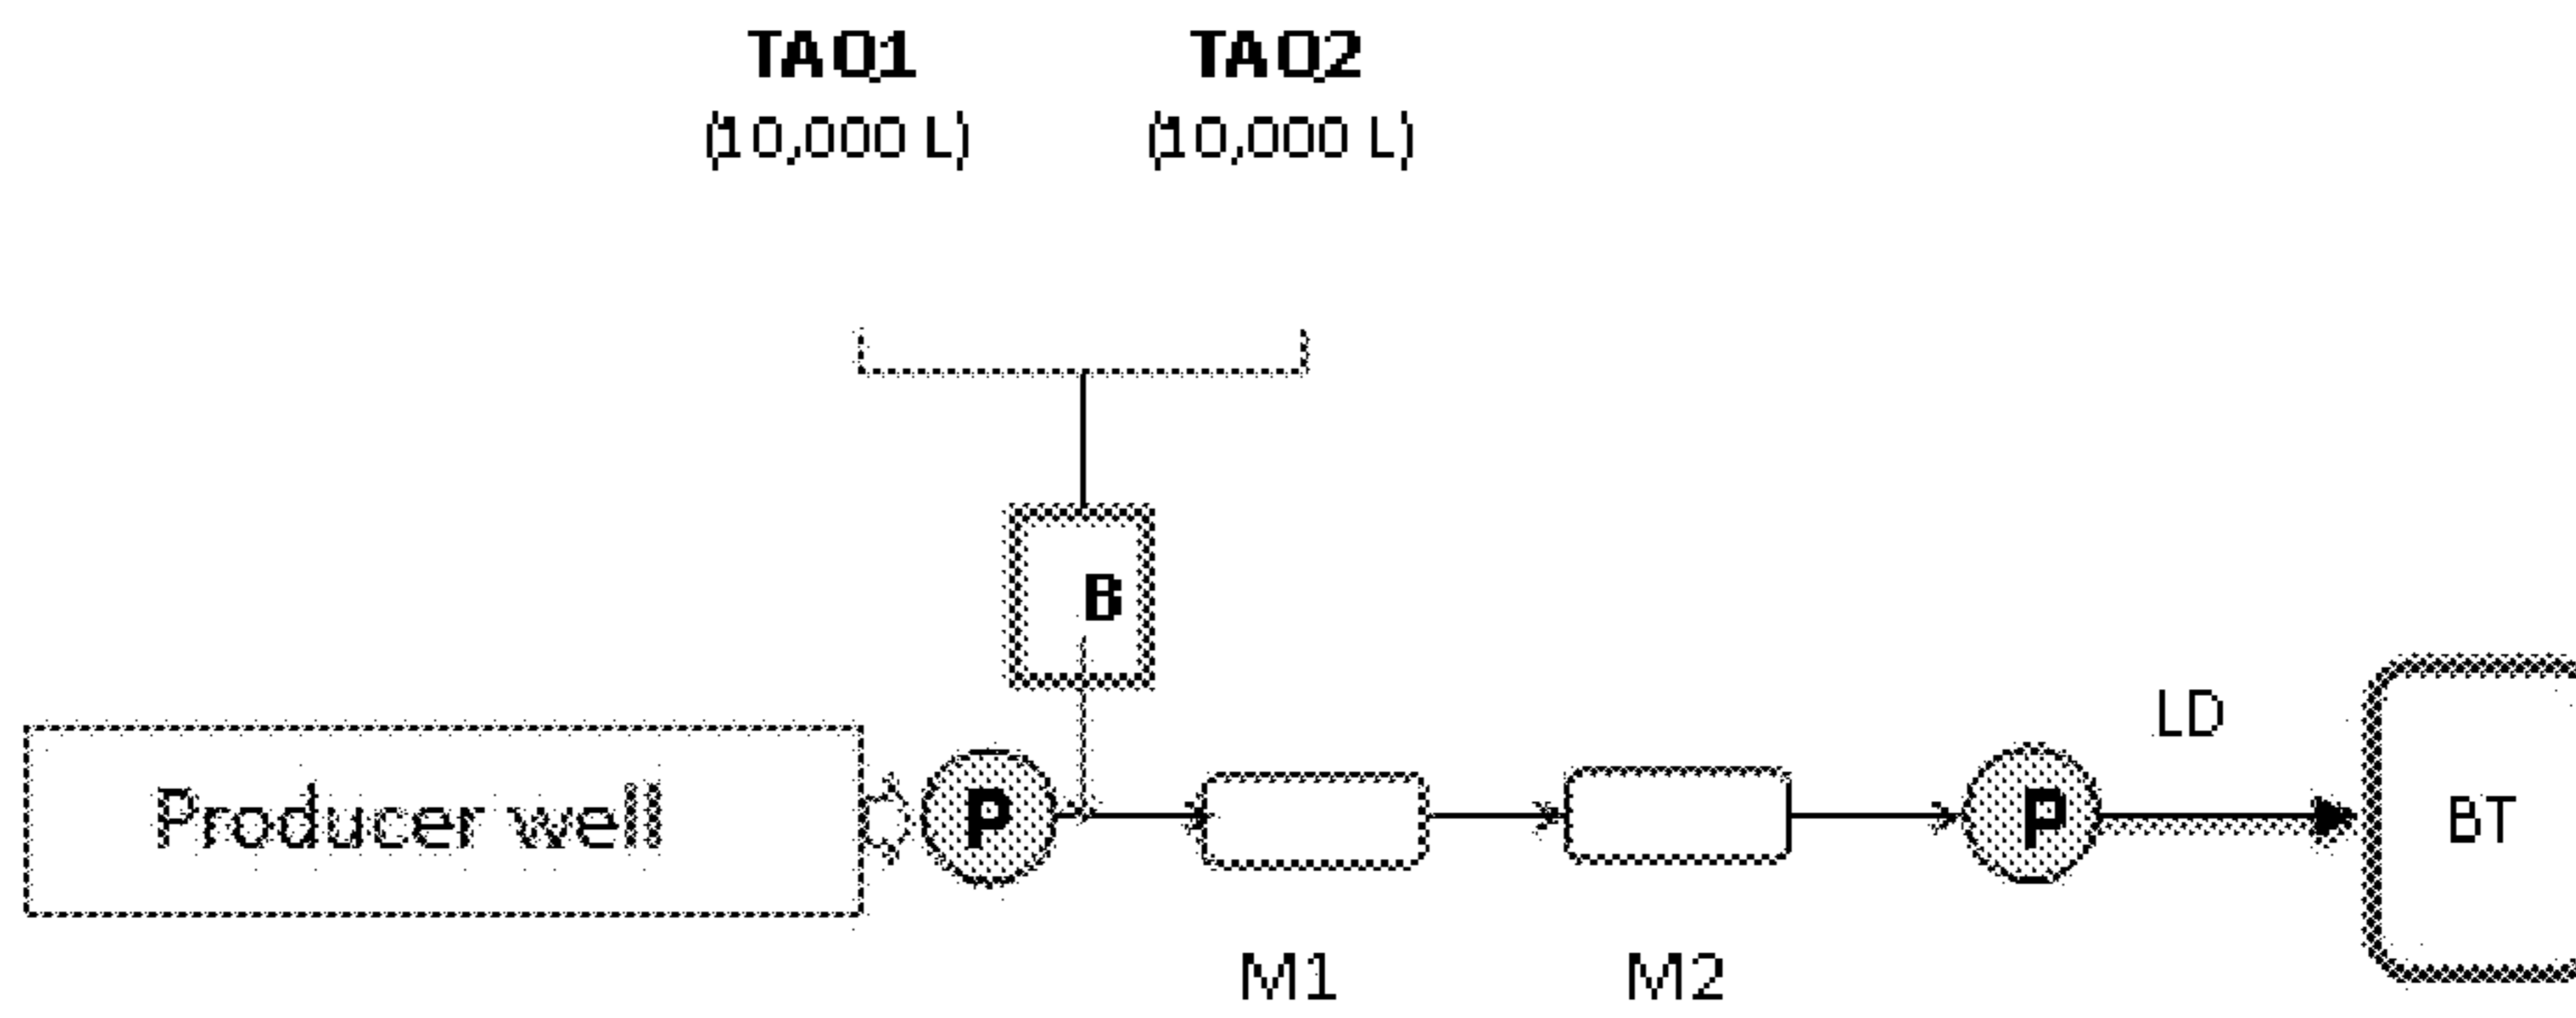 TAQ1
TAQ2
(10,000 L)
(10,000 L)
B
LD
Producer well
P
P
BT
M1
M2